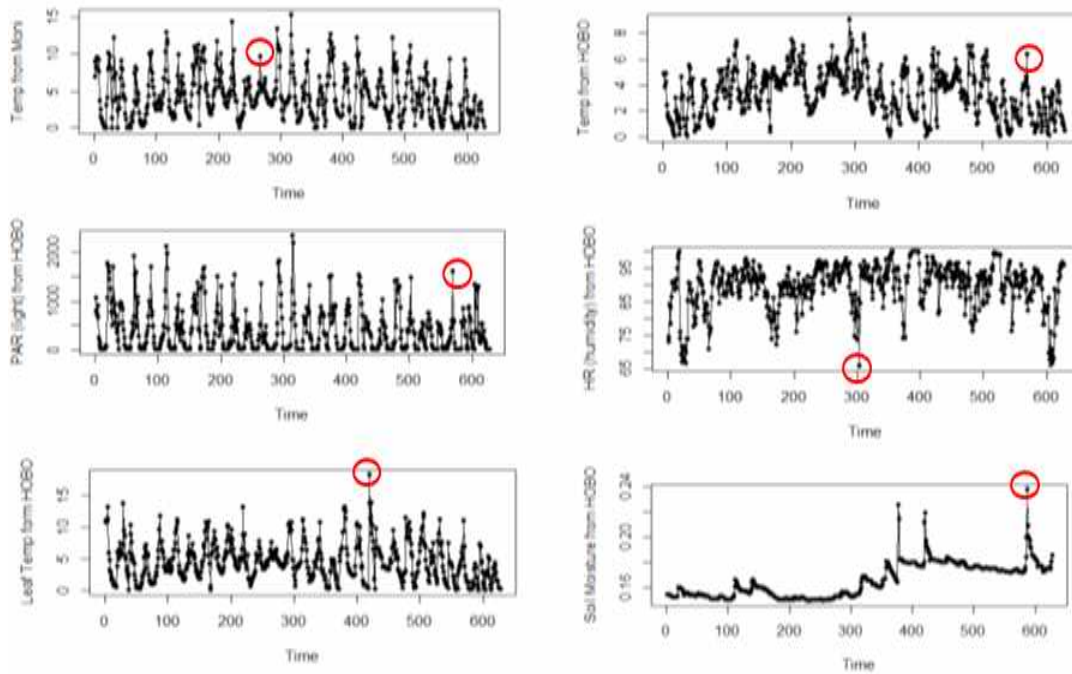 Temp from Moni
0 5 10 15
0 100 200 300 400 500 600
Time
Temp from HOBO
0 2 4 6 8
0 100 200 300 400 500 600
Time
PAR (light) from HOBO
0 1000 2000
0 100 200 300 400 500 600
Time
HR (humidity) from HOBO
65 75 85 95
0 100 200 300 400 500 600
Time
Leaf Temp farm HOBO
0 5 10 15
0 100 200 300 400 500 600
Time
Soil Moisture from HOBO
0.16 0.20 0.24
0 100 200 300 400 500 600
Time